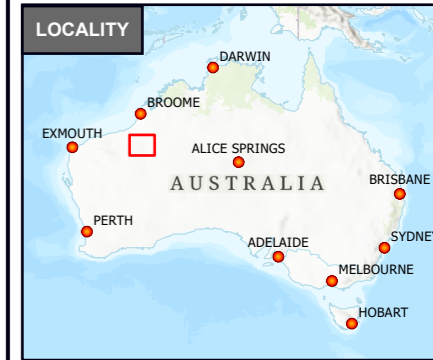 LOCALITY
DARWIN
BROOME
EXMOUTH
ALICE SPRINGS
AUSTRALIA
BRISBANE
PERTH
SYDNEY
ADELAIDE
MELBOURNE
HOBART